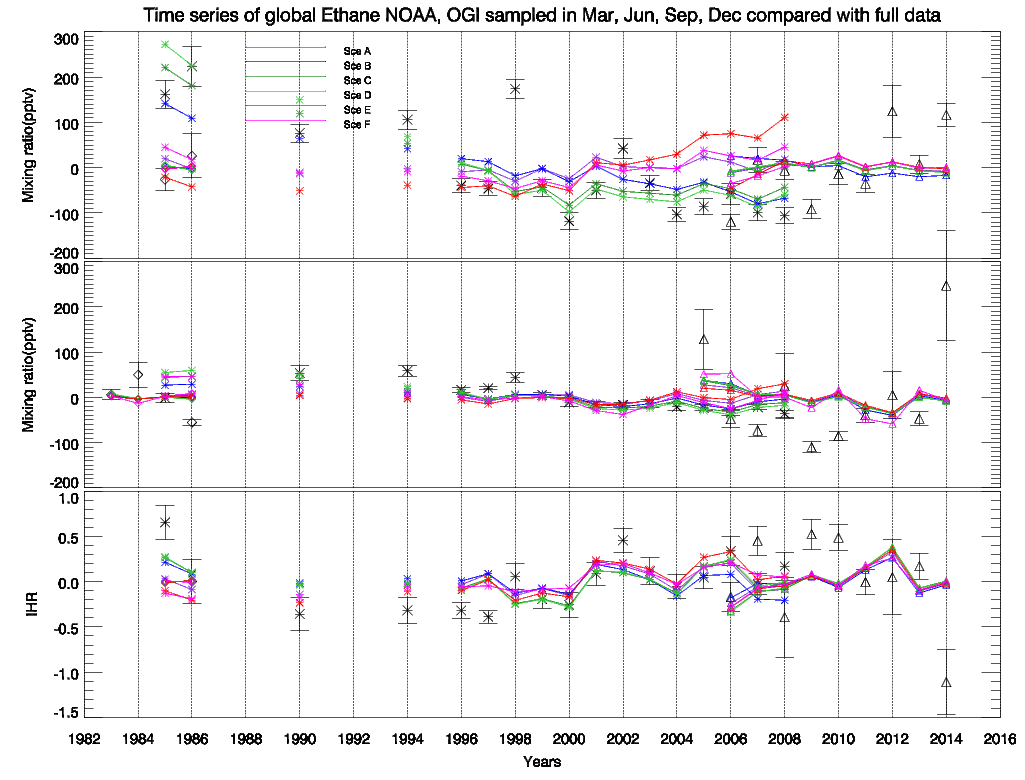 Time series of global Ethane NOAA, OGI sampled in Mar, Jun, Sep, Dec compared with full data
300
200
100
0
-100
-200
Mixing ratio(pptv)
Sce A
Sce B
Sce C
Sce D
Sce E
Sce F
300
200
100
0
-100
-200
Mixing ratio(pptv)
1.0
0.5
0.0
-0.5
-1.0
-1.5
IHR
1982 1984 1986 1988 1990 1992 1994 1996 1998 2000 2002 2004 2006 2008 2010 2012 2014 2016
Years